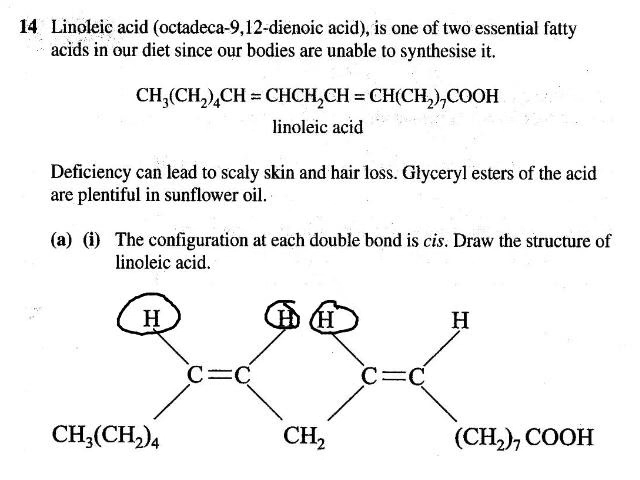 14 Linoleic acid (octadeca-9,12-dienoic acid), is one of two essential fatty
acids in our diet since our bodies are unable to synthesise it.
CH₃(CH₂)₄CH = CHCH₂CH = CH(CH₂)₇COOH
linoleic acid
Deficiency can lead to scaly skin and hair loss. Glyceryl esters of the acid
are plentiful in sunflower oil.
(a) (i) The configuration at each double bond is cis. Draw the structure of
linoleic acid.
H H H H
C=C C=C
CH₃(CH₂)₄ CH₂ (CH₂)₇ COOH